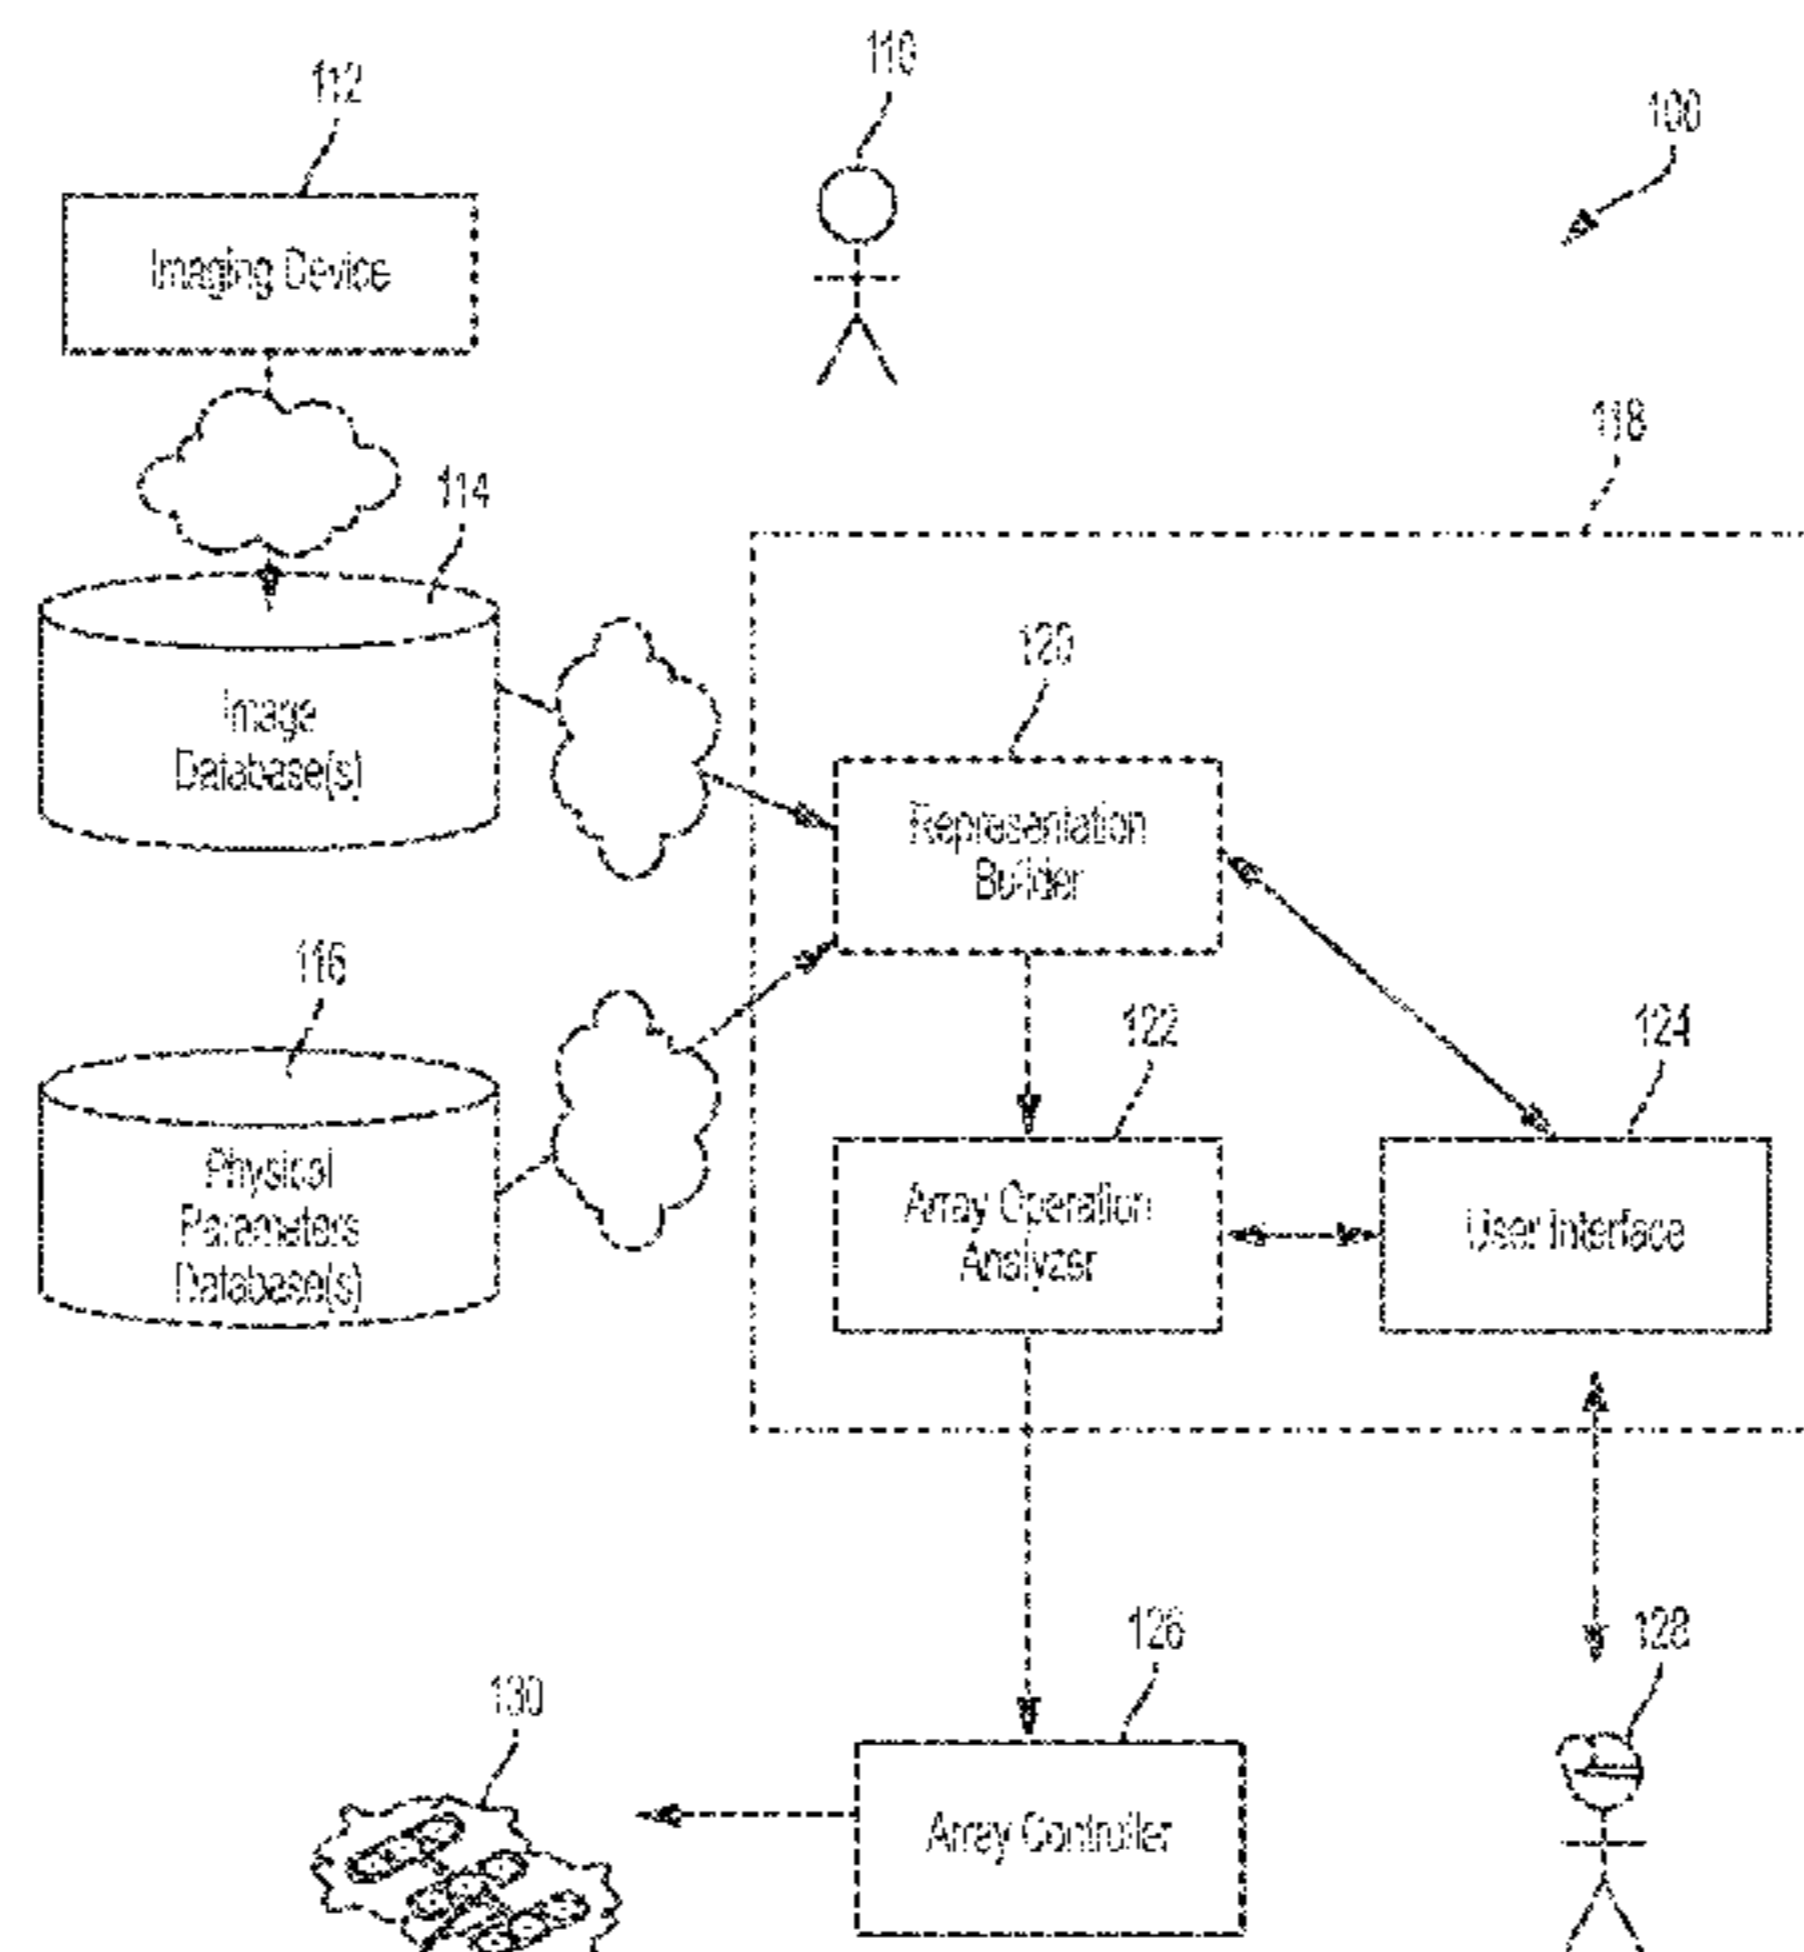 110
112
100
Imaging Device
118
114
120
Image
Database(s)
Representation
Builder
116
122
124
Physical
Parameters
Database(s)
Array Operation
Analyzer
User Interface
126
128
130
Array Controller